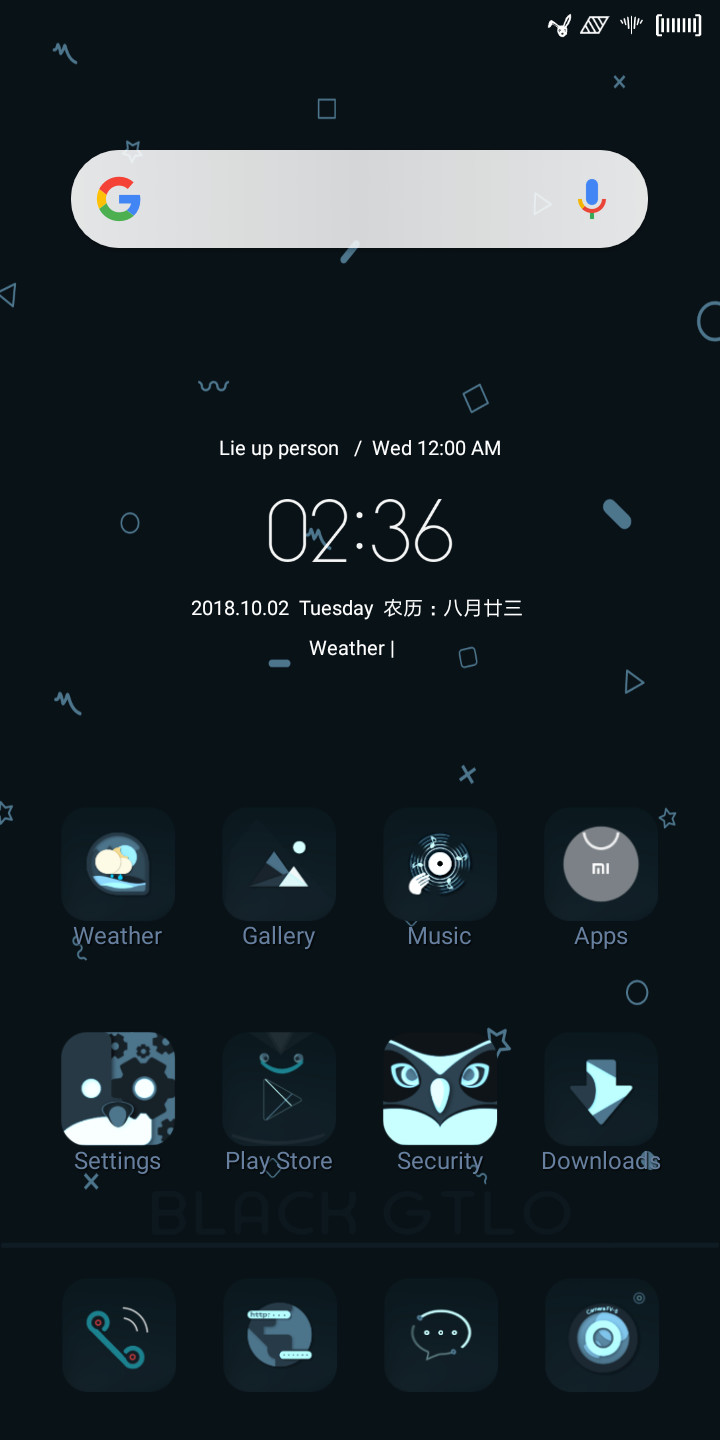 Lie up person / Wed 12:00 AM
02:36
2018.10.02 Tuesday 农历：八月廿三
Weather |
MI
Weather Gallery Music Apps
Settings Play Store Security Downloads
BLACK GTLO
http: